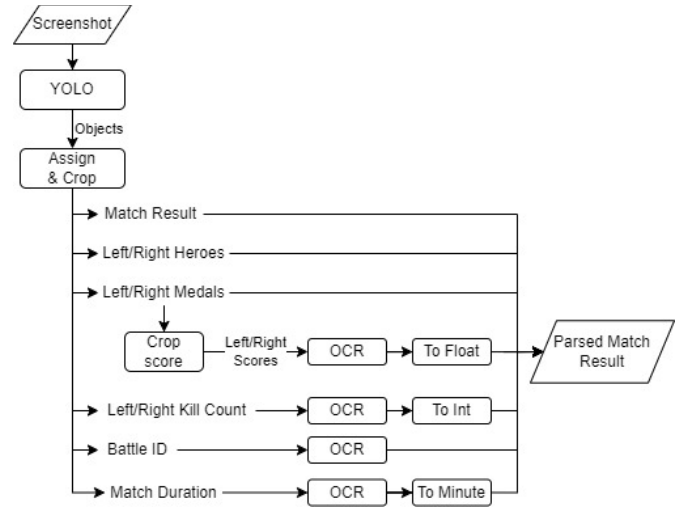 Screenshot
YOLO
Objects
Assign
& Crop
Match Result
Left/Right Heroes
Left/Right Medals
Crop
score
Left/Right
Scores
OCR
To Float
Parsed Match
Result
Left/Right Kill Count
OCR
To Int
Battle ID
OCR
Match Duration
OCR
To Minute